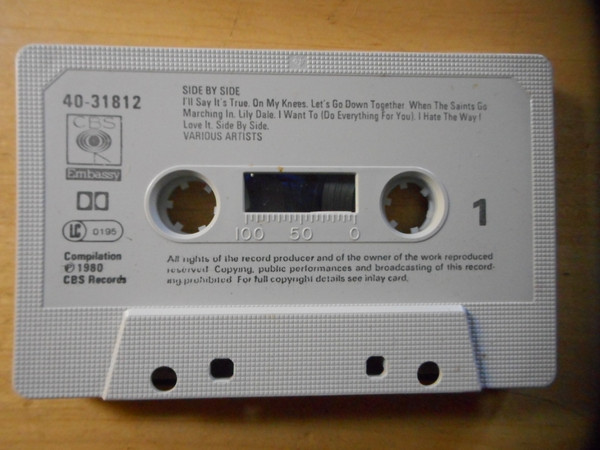 SIDE BY SIDE
40-31812
I'll Say It's True. On My Knees. Let's Go Down Together. When The Saints Go
Marching In. Lily Dale. I Want To (Do Everything For You). I Hate The Way I
Love It. Side By Side.
VARIOUS ARTISTS
CBS
Embassy
LC 0195
100 50 0
1
Compilation
℗ 1980
CBS Records
All rights of the record producer and of the owner of the work reproduced
reserved. Copying, public performances and broadcasting of this record-
ing prohibited. For full copyright details see inlay card.